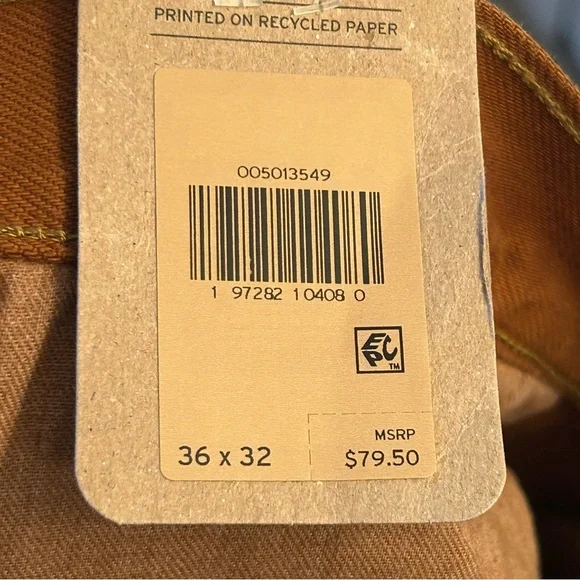 PRINTED ON RECYCLED PAPER
005013549
1 97282 10408 0
EPC TM
MSRP
36 x 32 $79.50